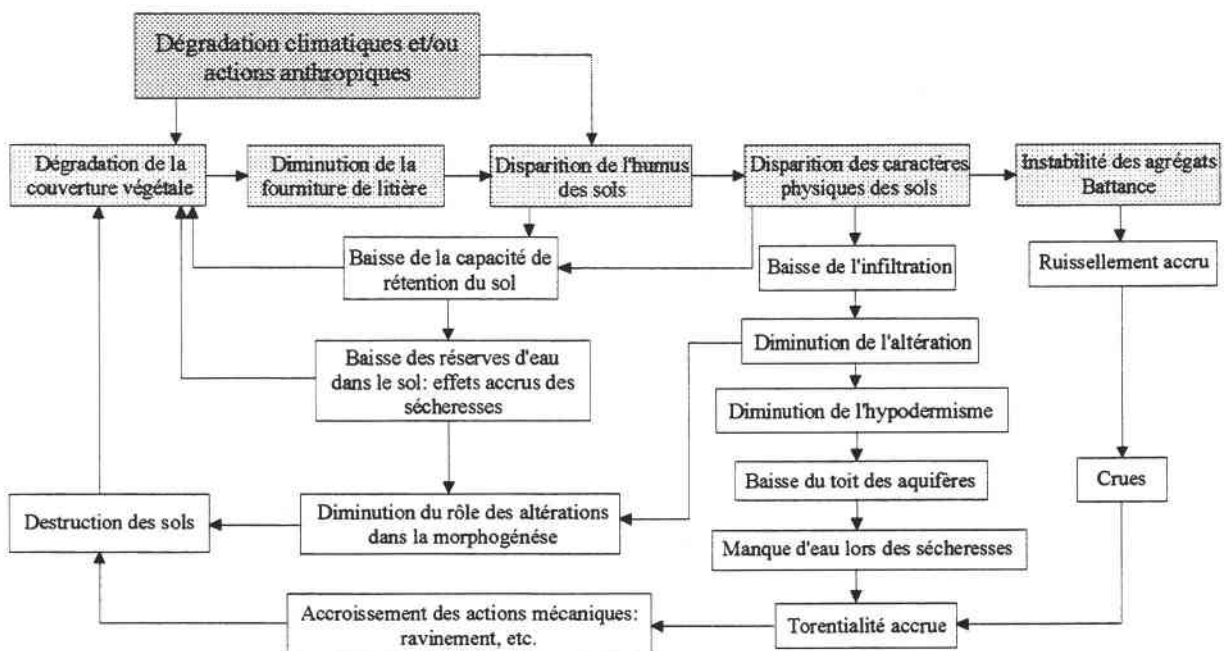 Dégradation climatiques et/ou
actions anthropiques
Dégradation de la
couverture végétale
Diminution de la
fourniture de litière
Disparition de l'humus
des sols
Disparition des caractères
physiques des sols
Instabilité des agrégats
Battance
Baisse de la capacité de
rétention du sol
Baisse de l'infiltration
Ruissellement accru
Diminution de l'altération
Baisse des réserves d'eau
dans le sol: effets accrus des
sécheresses
Diminution de l'hypodermisme
Baisse du toit des aquifères
Crues
Destruction des sols
Diminution du rôle des altérations
dans la morphogénése
Manque d'eau lors des sécheresses
Accroissement des actions mécaniques:
ravinement, etc.
Torentialité accrue